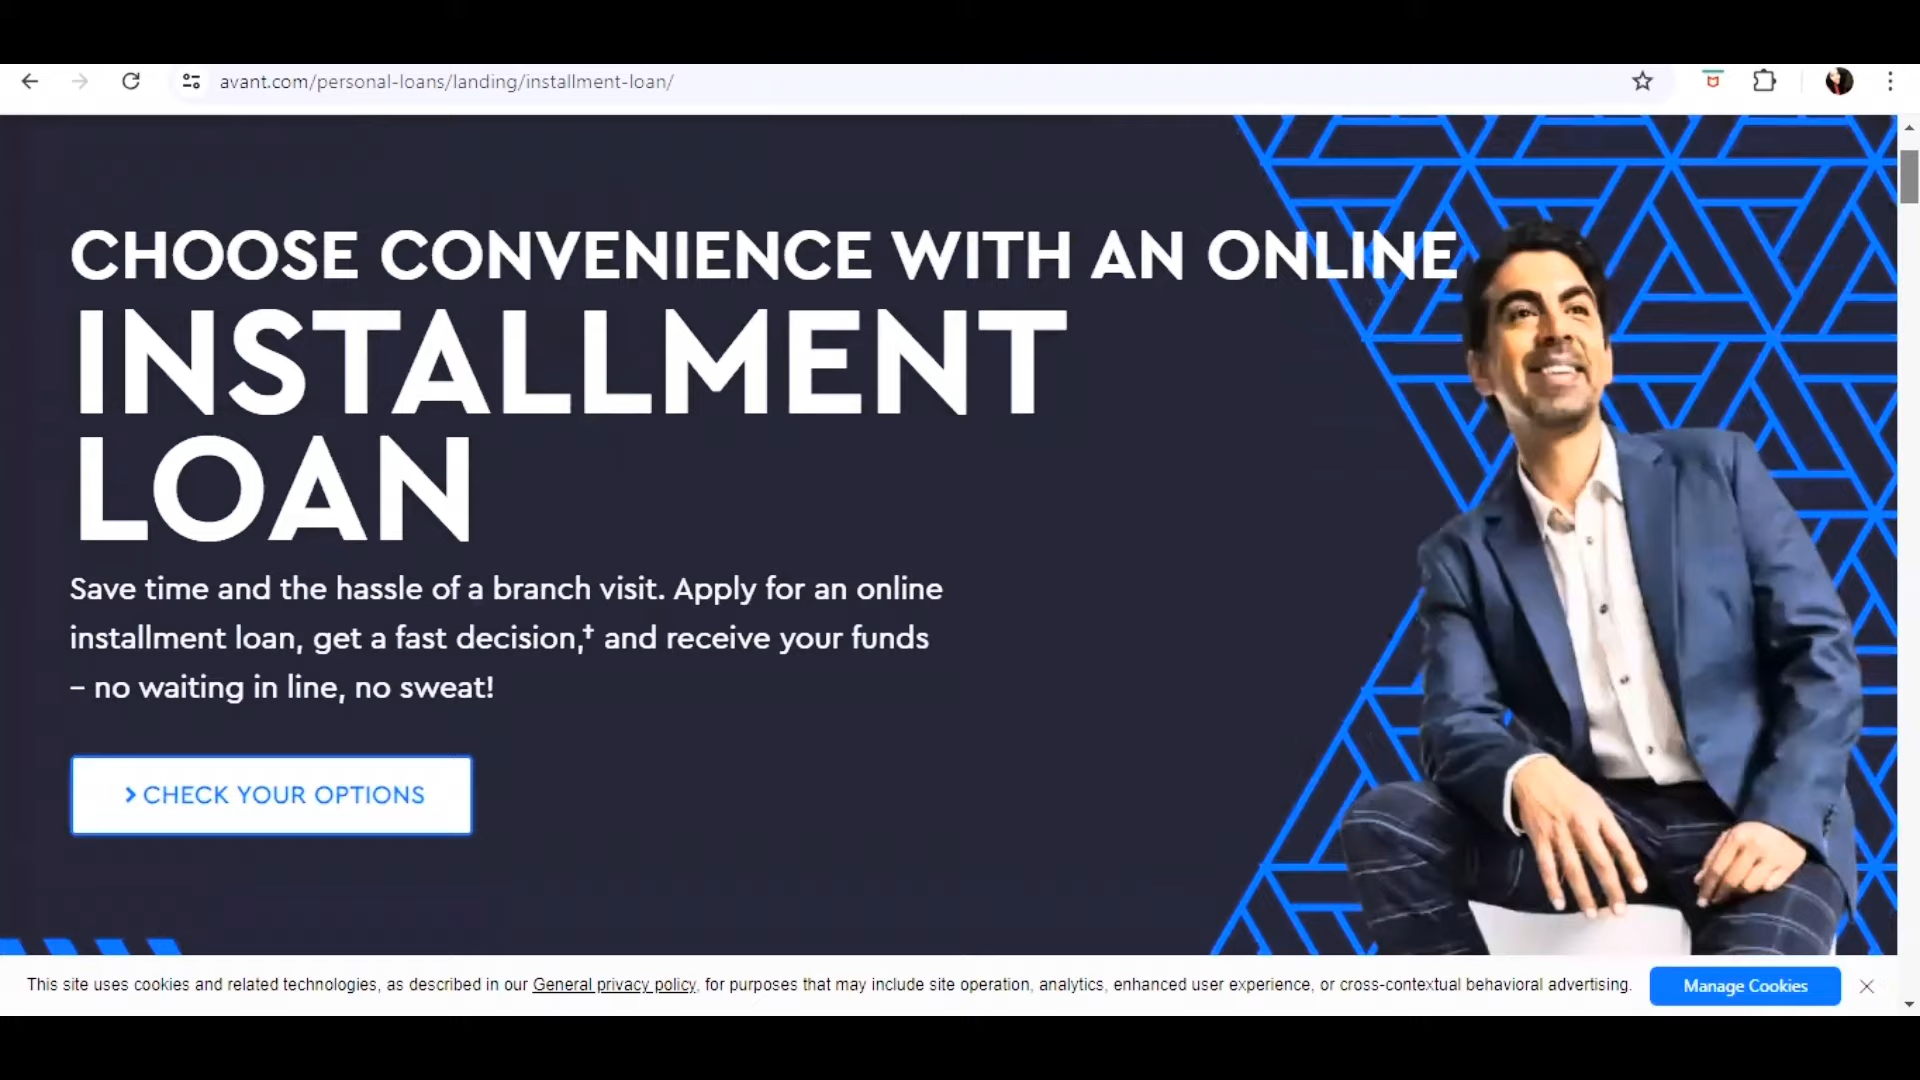 avant.com/personal-loans/landing/installment-loan/
CHOOSE CONVENIENCE WITH AN ONLINE
INSTALLMENT
LOAN
Save time and the hassle of a branch visit. Apply for an online
installment loan, get a fast decision,† and receive your funds
– no waiting in line, no sweat!
CHECK YOUR OPTIONS
This site uses cookies and related technologies, as described in our General privacy policy, for purposes that may include site operation, analytics, enhanced user experience, or cross-contextual behavioral advertising.
Manage Cookies